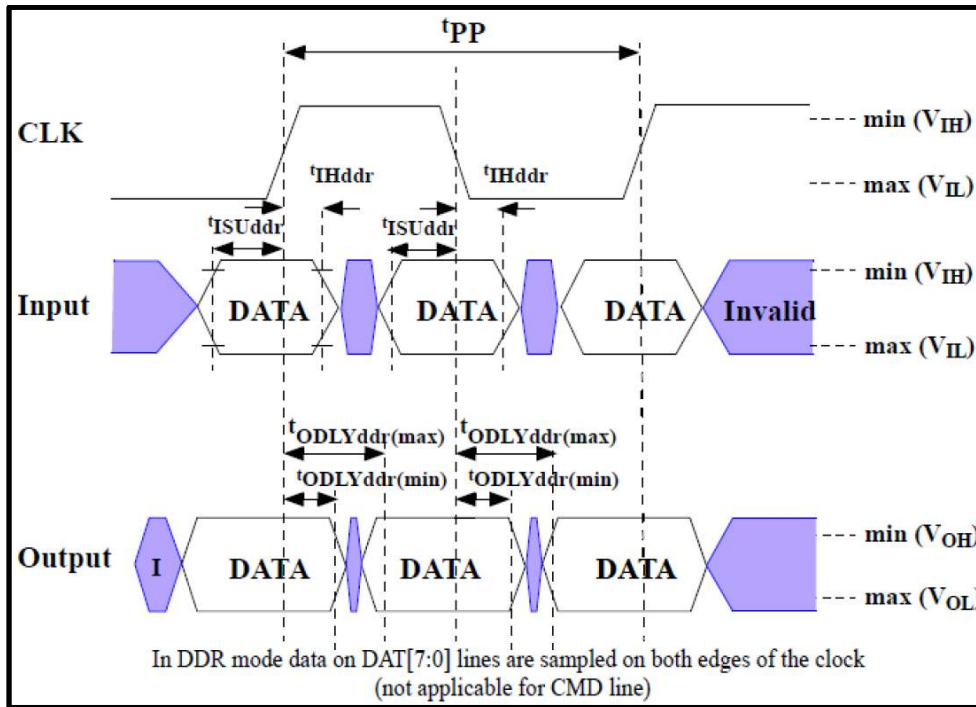 tPP
CLK
min (VIH)
tIHddr
tIHddr
max (VIL)
tISUddr
tISUddr
Input
DATA
DATA
DATA
Invalid
min (VIH)
max (VIL)
tODLYddr(max)
tODLYddr(max)
tODLYddr(min)
tODLYddr(min)
Output
I
DATA
DATA
DATA
min (VOH)
max (VOL)
In DDR mode data on DAT[7:0] lines are sampled on both edges of the clock
(not applicable for CMD line)